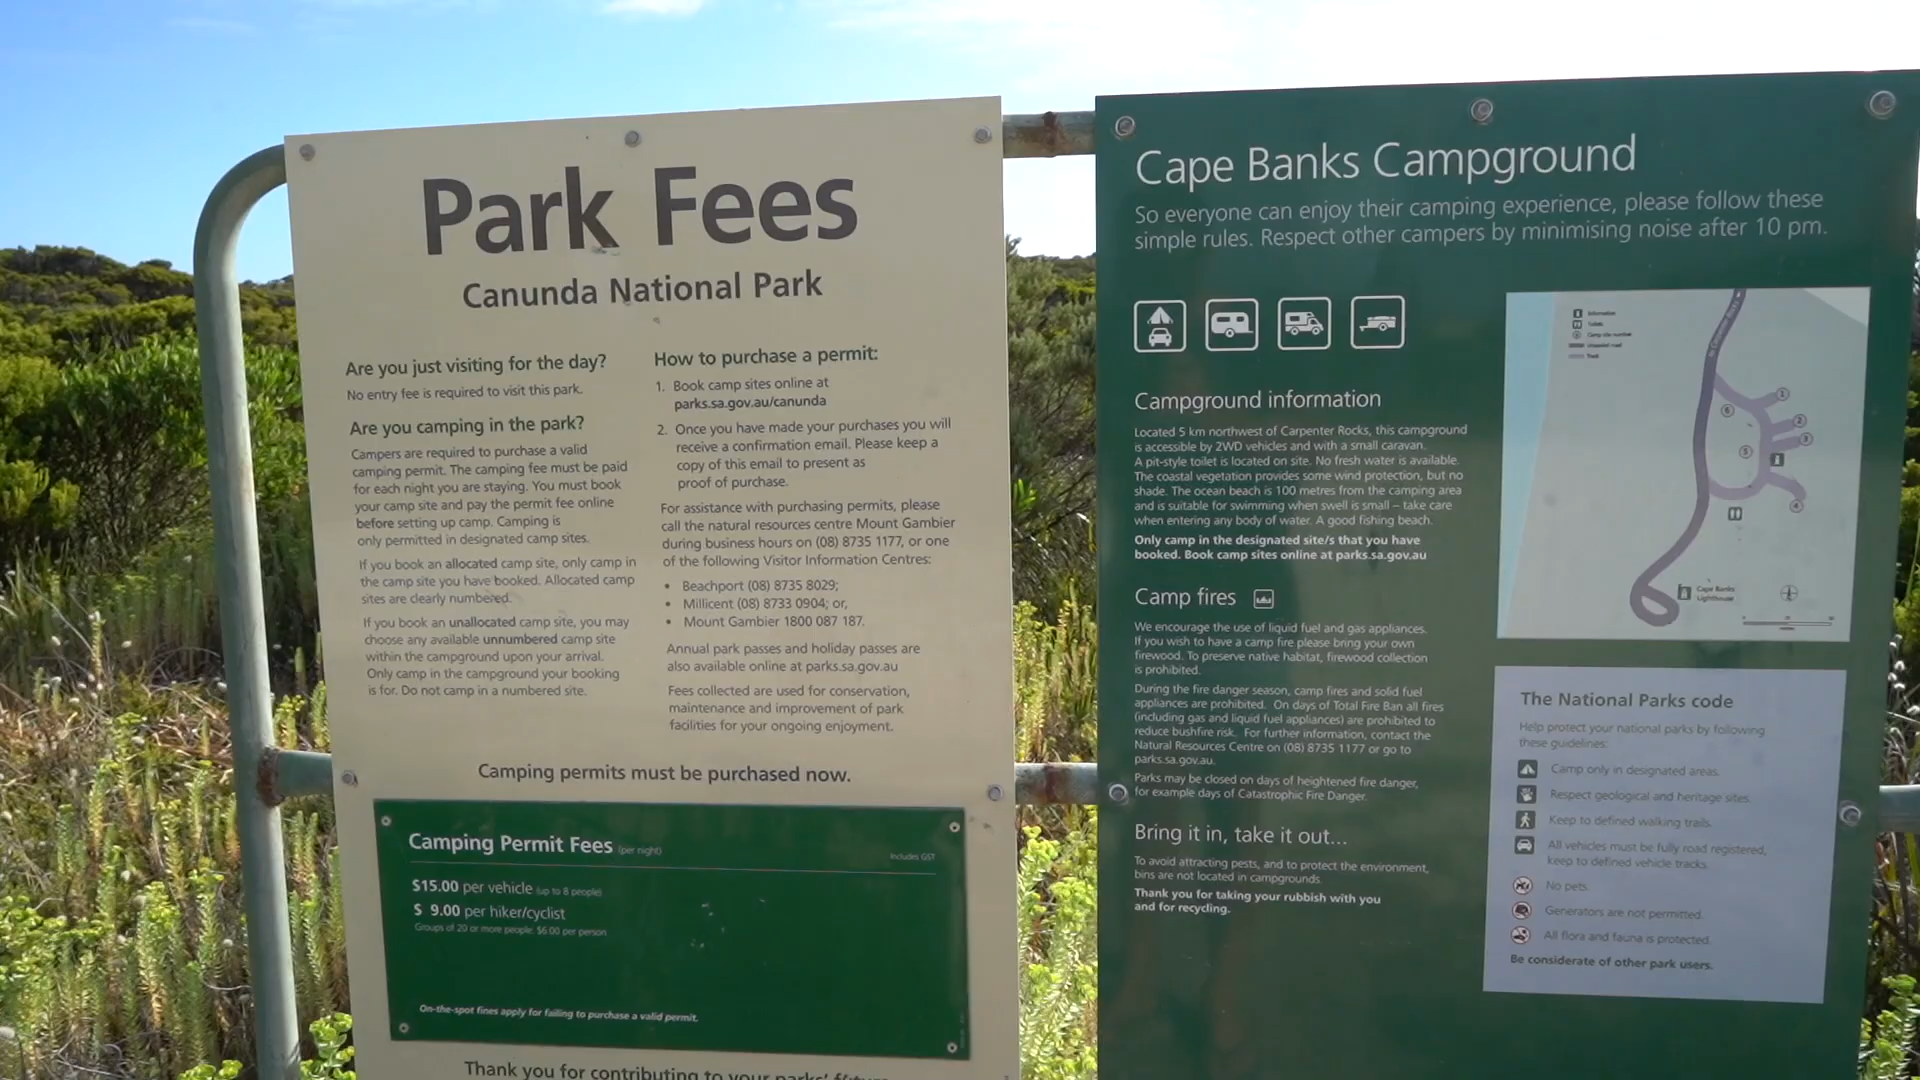 Park Fees
Canunda National Park
Are you just visiting for the day?
No entry fee is required to visit this park.
Are you camping in the park?
Campers are required to purchase a valid
camping permit. The camping fee must be paid
for each night you are staying. You must book
your camp site and pay the permit fee online
before setting up camp. Camping is
only permitted in designated camp sites.
If you book an allocated camp site, only camp in
the camp site you have booked. Allocated camp
sites are clearly numbered.
If you book an unallocated camp site, you may
choose any available unnumbered camp site
within the campground upon your arrival.
Only camp in the campground your booking
is for. Do not camp in a numbered site.
How to purchase a permit:
1. Book camp sites online at
parks.sa.gov.au/canunda
2. Once you have made your purchases you will
receive a confirmation email. Please keep a
copy of this email to present as
proof of purchase.
For assistance with purchasing permits, please
call the natural resources centre Mount Gambier
during business hours on (08) 8735 1177, or one
of the following Visitor Information Centres:
• Beachport (08) 8735 8029;
• Millicent (08) 8733 0904; or,
• Mount Gambier 1800 087 187.
Annual park passes and holiday passes are
also available online at parks.sa.gov.au
Fees collected are used for conservation,
maintenance and improvement of park
facilities for your ongoing enjoyment.
Camping permits must be purchased now.
Camping Permit Fees (per night)
Includes GST
$15.00 per vehicle (up to 8 people)
$ 9.00 per hiker/cyclist
Groups of 20 or more people: $6.00 per person
On-the-spot fines apply for failing to purchase a valid permit.
Thank you for contributing to your parks' future
Cape Banks Campground
So everyone can enjoy their camping experience, please follow these
simple rules. Respect other campers by minimising noise after 10 pm.
Campground information
Located 5 km northwest of Carpenter Rocks, this campground
is accessible by 2WD vehicles and with a small caravan.
A pit-style toilet is located on site. No fresh water is available.
The coastal vegetation provides some wind protection, but no
shade. The ocean beach is 100 metres from the camping area
and is suitable for swimming when swell is small – take care
when entering any body of water. A good fishing beach.
Only camp in the designated site/s that you have
booked. Book camp sites online at parks.sa.gov.au
Camp fires
We encourage the use of liquid fuel and gas appliances.
If you wish to have a camp fire please bring your own
firewood. To preserve native habitat, firewood collection
is prohibited.
During the fire danger season, camp fires and solid fuel
appliances are prohibited. On days of Total Fire Ban all fires
(including gas and liquid fuel appliances) are prohibited to
reduce bushfire risk. For further information, contact the
Natural Resources Centre on (08) 8735 1177 or go to
parks.sa.gov.au.
Parks may be closed on days of heightened fire danger,
for example days of Catastrophic Fire Danger.
Bring it in, take it out...
To avoid attracting pests, and to protect the environment,
bins are not located in campgrounds.
Thank you for taking your rubbish with you
and for recycling.
Information
Toilets
Camp site number
Unsealed road
Track
1
2
3
4
5
6
Cape Banks
Lighthouse
The National Parks code
Help protect your national parks by following
these guidelines:
Camp only in designated areas.
Respect geological and heritage sites.
Keep to defined walking trails.
All vehicles must be fully road registered,
keep to defined vehicle tracks.
No pets.
Generators are not permitted.
All flora and fauna is protected.
Be considerate of other park users.